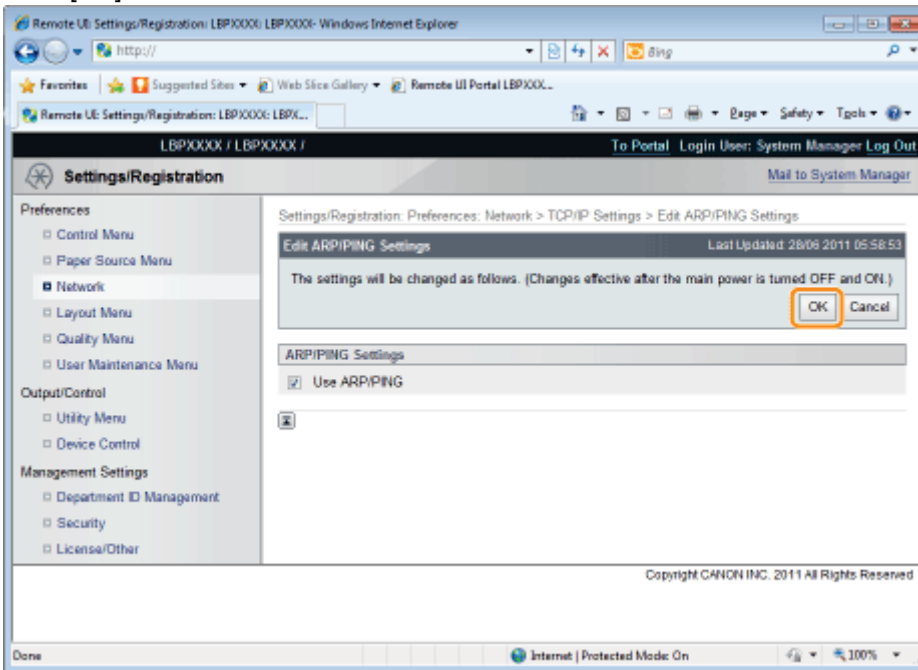 Remote UI: Settings/Registration: LBPXXXX: LBPXXXX- Windows Internet Explorer
http://
Bing
Favorites Suggested Sites Web Slice Gallery Remote UI Portal LBPXXX...
Remote UI: Settings/Registration: LBPXXXX: LBPX... Page Safety Tools
LBPXXXX / LBPXXXX / To Portal Login User: System Manager Log Out
Settings/Registration Mail to System Manager
Preferences
Control Menu
Paper Source Menu
Network
Layout Menu
Quality Menu
User Maintenance Menu
Output/Control
Utility Menu
Device Control
Management Settings
Department ID Management
Security
License/Other
Settings/Registration: Preferences: Network > TCP/IP Settings > Edit ARP/PING Settings
Edit ARP/PING Settings Last Updated: 28/06 2011 05:58:53
The settings will be changed as follows. (Changes effective after the main power is turned OFF and ON.)
OK Cancel
ARP/PING Settings
Use ARP/PING
Copyright CANON INC. 2011 All Rights Reserved
Done Internet | Protected Mode: On 100%